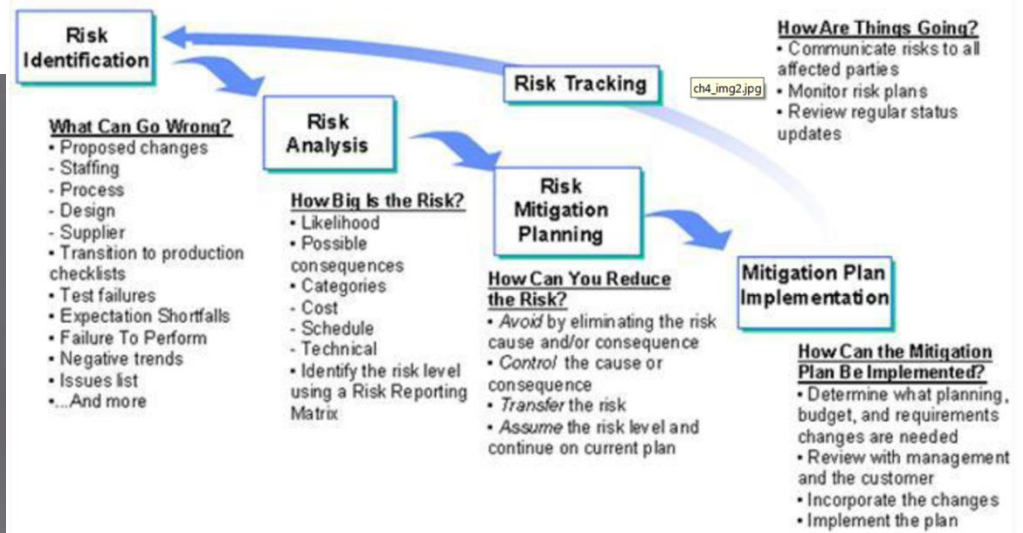 Risk
Identification
What Can Go Wrong?
• Proposed changes
- Staffing
- Process
- Design
- Supplier
• Transition to production
checklists
• Test failures
• Expectation Shortfalls
• Failure To Perform
• Negative trends
• Issues list
•...And more
Risk
Analysis
How Big Is the Risk?
• Likelihood
• Possible
consequences
• Categories
- Cost
- Schedule
- Technical
• Identify the risk level
using a Risk Reporting
Matrix
Risk
Mitigation
Planning
How Can You Reduce
the Risk?
• Avoid by eliminating the risk
cause and/or consequence
• Control the cause or
consequence
• Transfer the risk
• Assume the risk level and
continue on current plan
Mitigation Plan
Implementation
How Can the Mitigation
Plan Be Implemented?
• Determine what planning,
budget, and requirements
changes are needed
• Review with management
and the customer
• Incorporate the changes
• Implement the plan
Risk Tracking
ch4_img2.jpg
How Are Things Going?
• Communicate risks to all
affected parties
• Monitor risk plans
• Review regular status
updates